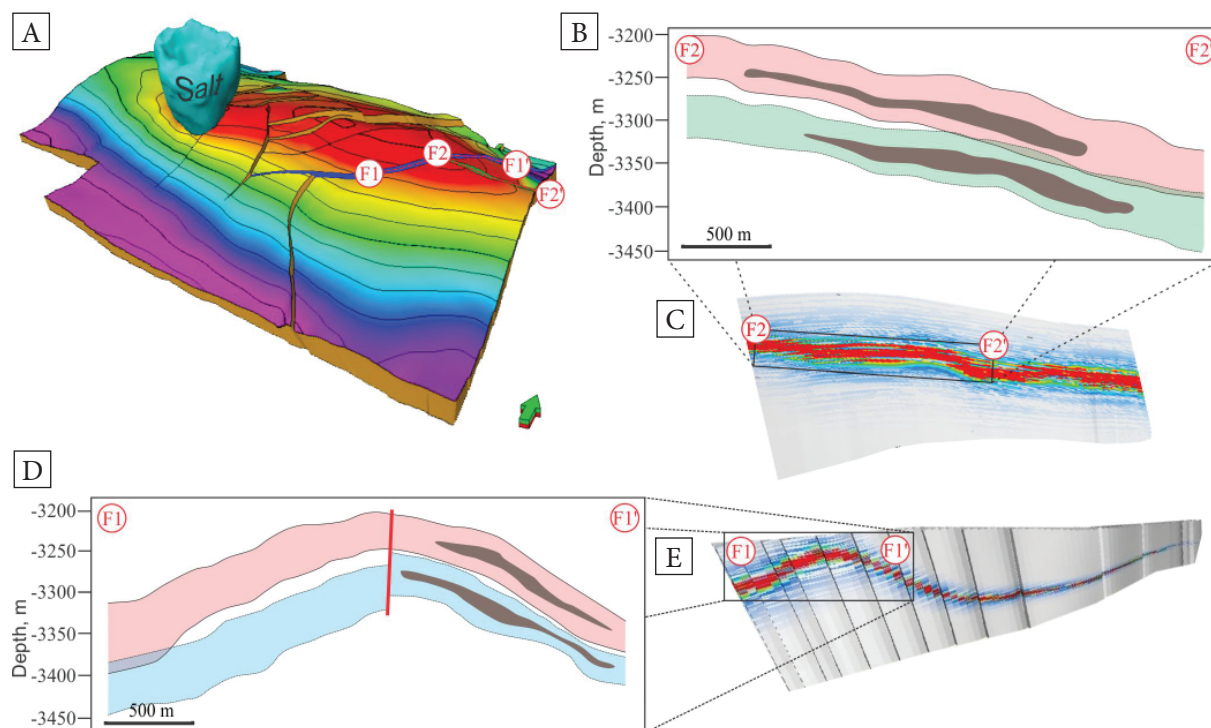 A
Salt
F1
F2
F1'
F2'
B
Depth, m
-3200
-3250
-3300
-3350
-3400
-3450
F2
F2'
500 m
C
F2
F2'
D
Depth, m
-3200
-3250
-3300
-3350
-3400
-3450
F1
F1'
500 m
E
F1
F1'